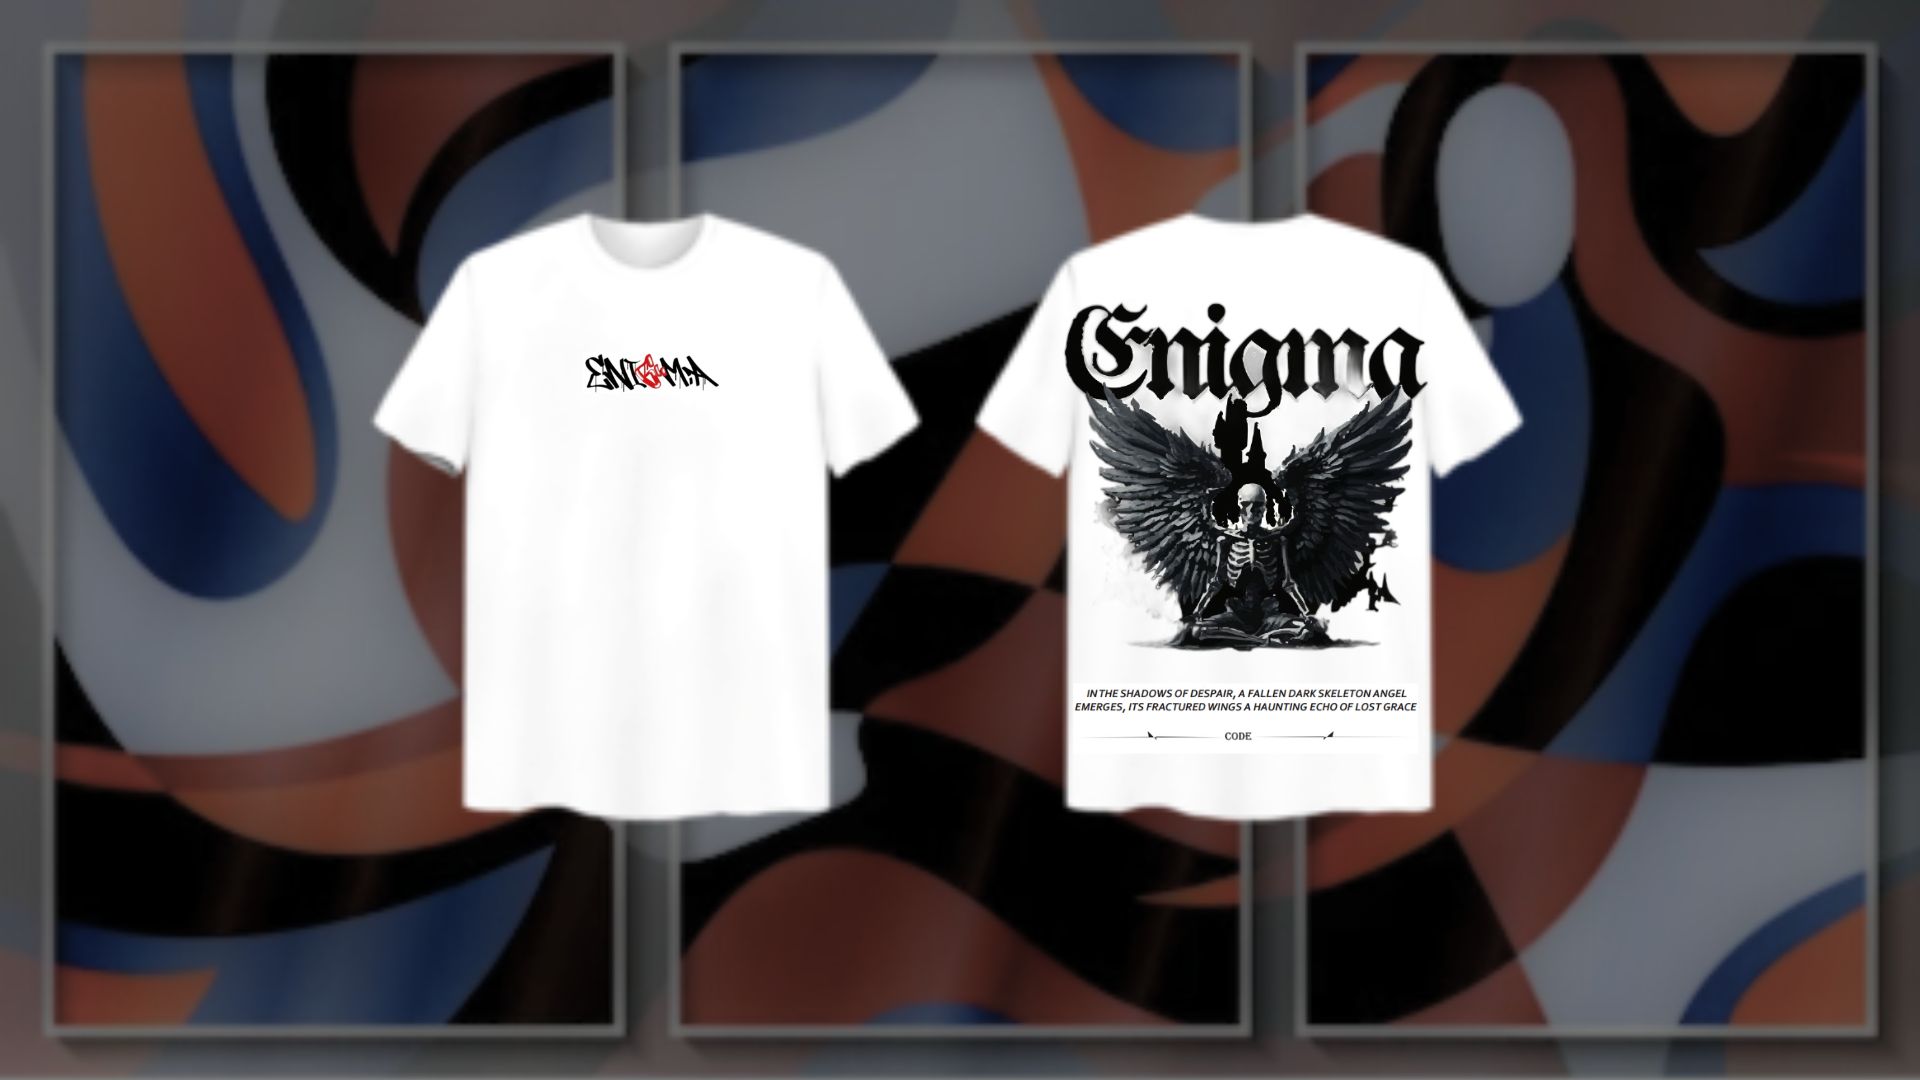 ENIGMA
Enigma
IN THE SHADOWS OF DESPAIR, A FALLEN DARK SKELETON ANGEL
EMERGES, ITS FRACTURED WINGS A HAUNTING ECHO OF LOST GRACE
CODE